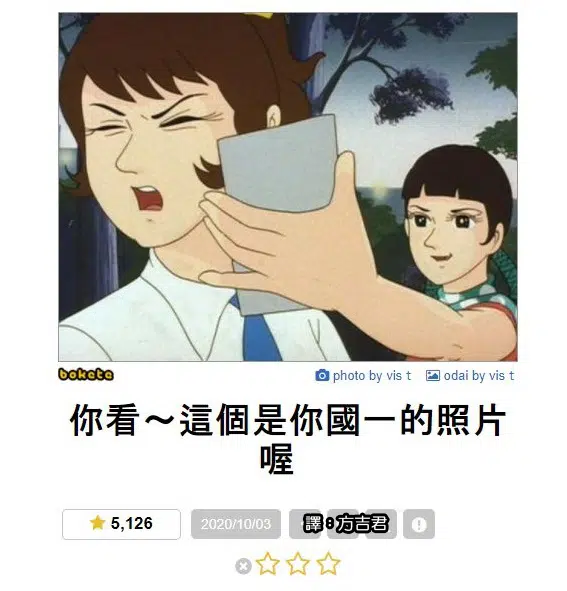 bokete
photo by vis t odai by vis t
你看～這個是你國一的照片
喔
5,126 2020/10/03 譯 方吉君